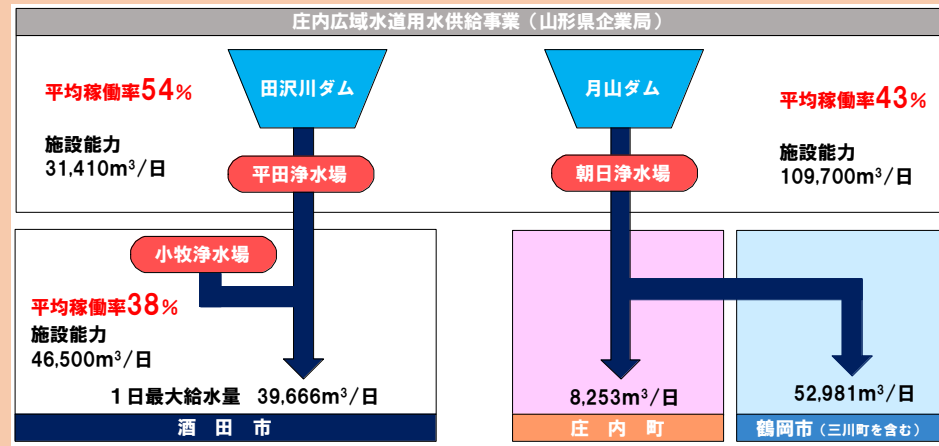 庄内広域水道用水供給事業（山形県企業局）
平均稼働率54%
施設能力
31,410m³/日
田沢川ダム
平田浄水場
月山ダム
朝日浄水場
平均稼働率43%
施設能力
109,700m³/日
小牧浄水場
平均稼働率38%
施設能力
46,500m³/日
１日最大給水量 39,666m³/日
酒田市
8,253m³/日
庄内町
52,981m³/日
鶴岡市（三川町を含む）